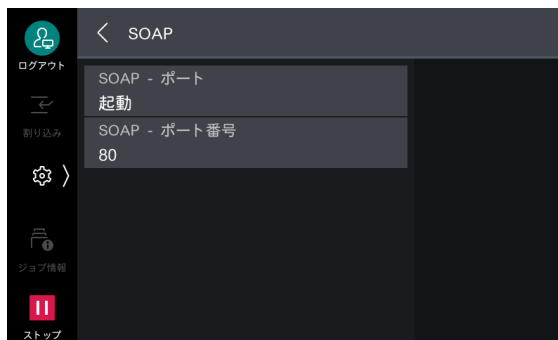 SOAP
ログアウト
SOAP - ポート
起動
割り込み
SOAP - ポート番号
80
ジョブ情報
ストップ